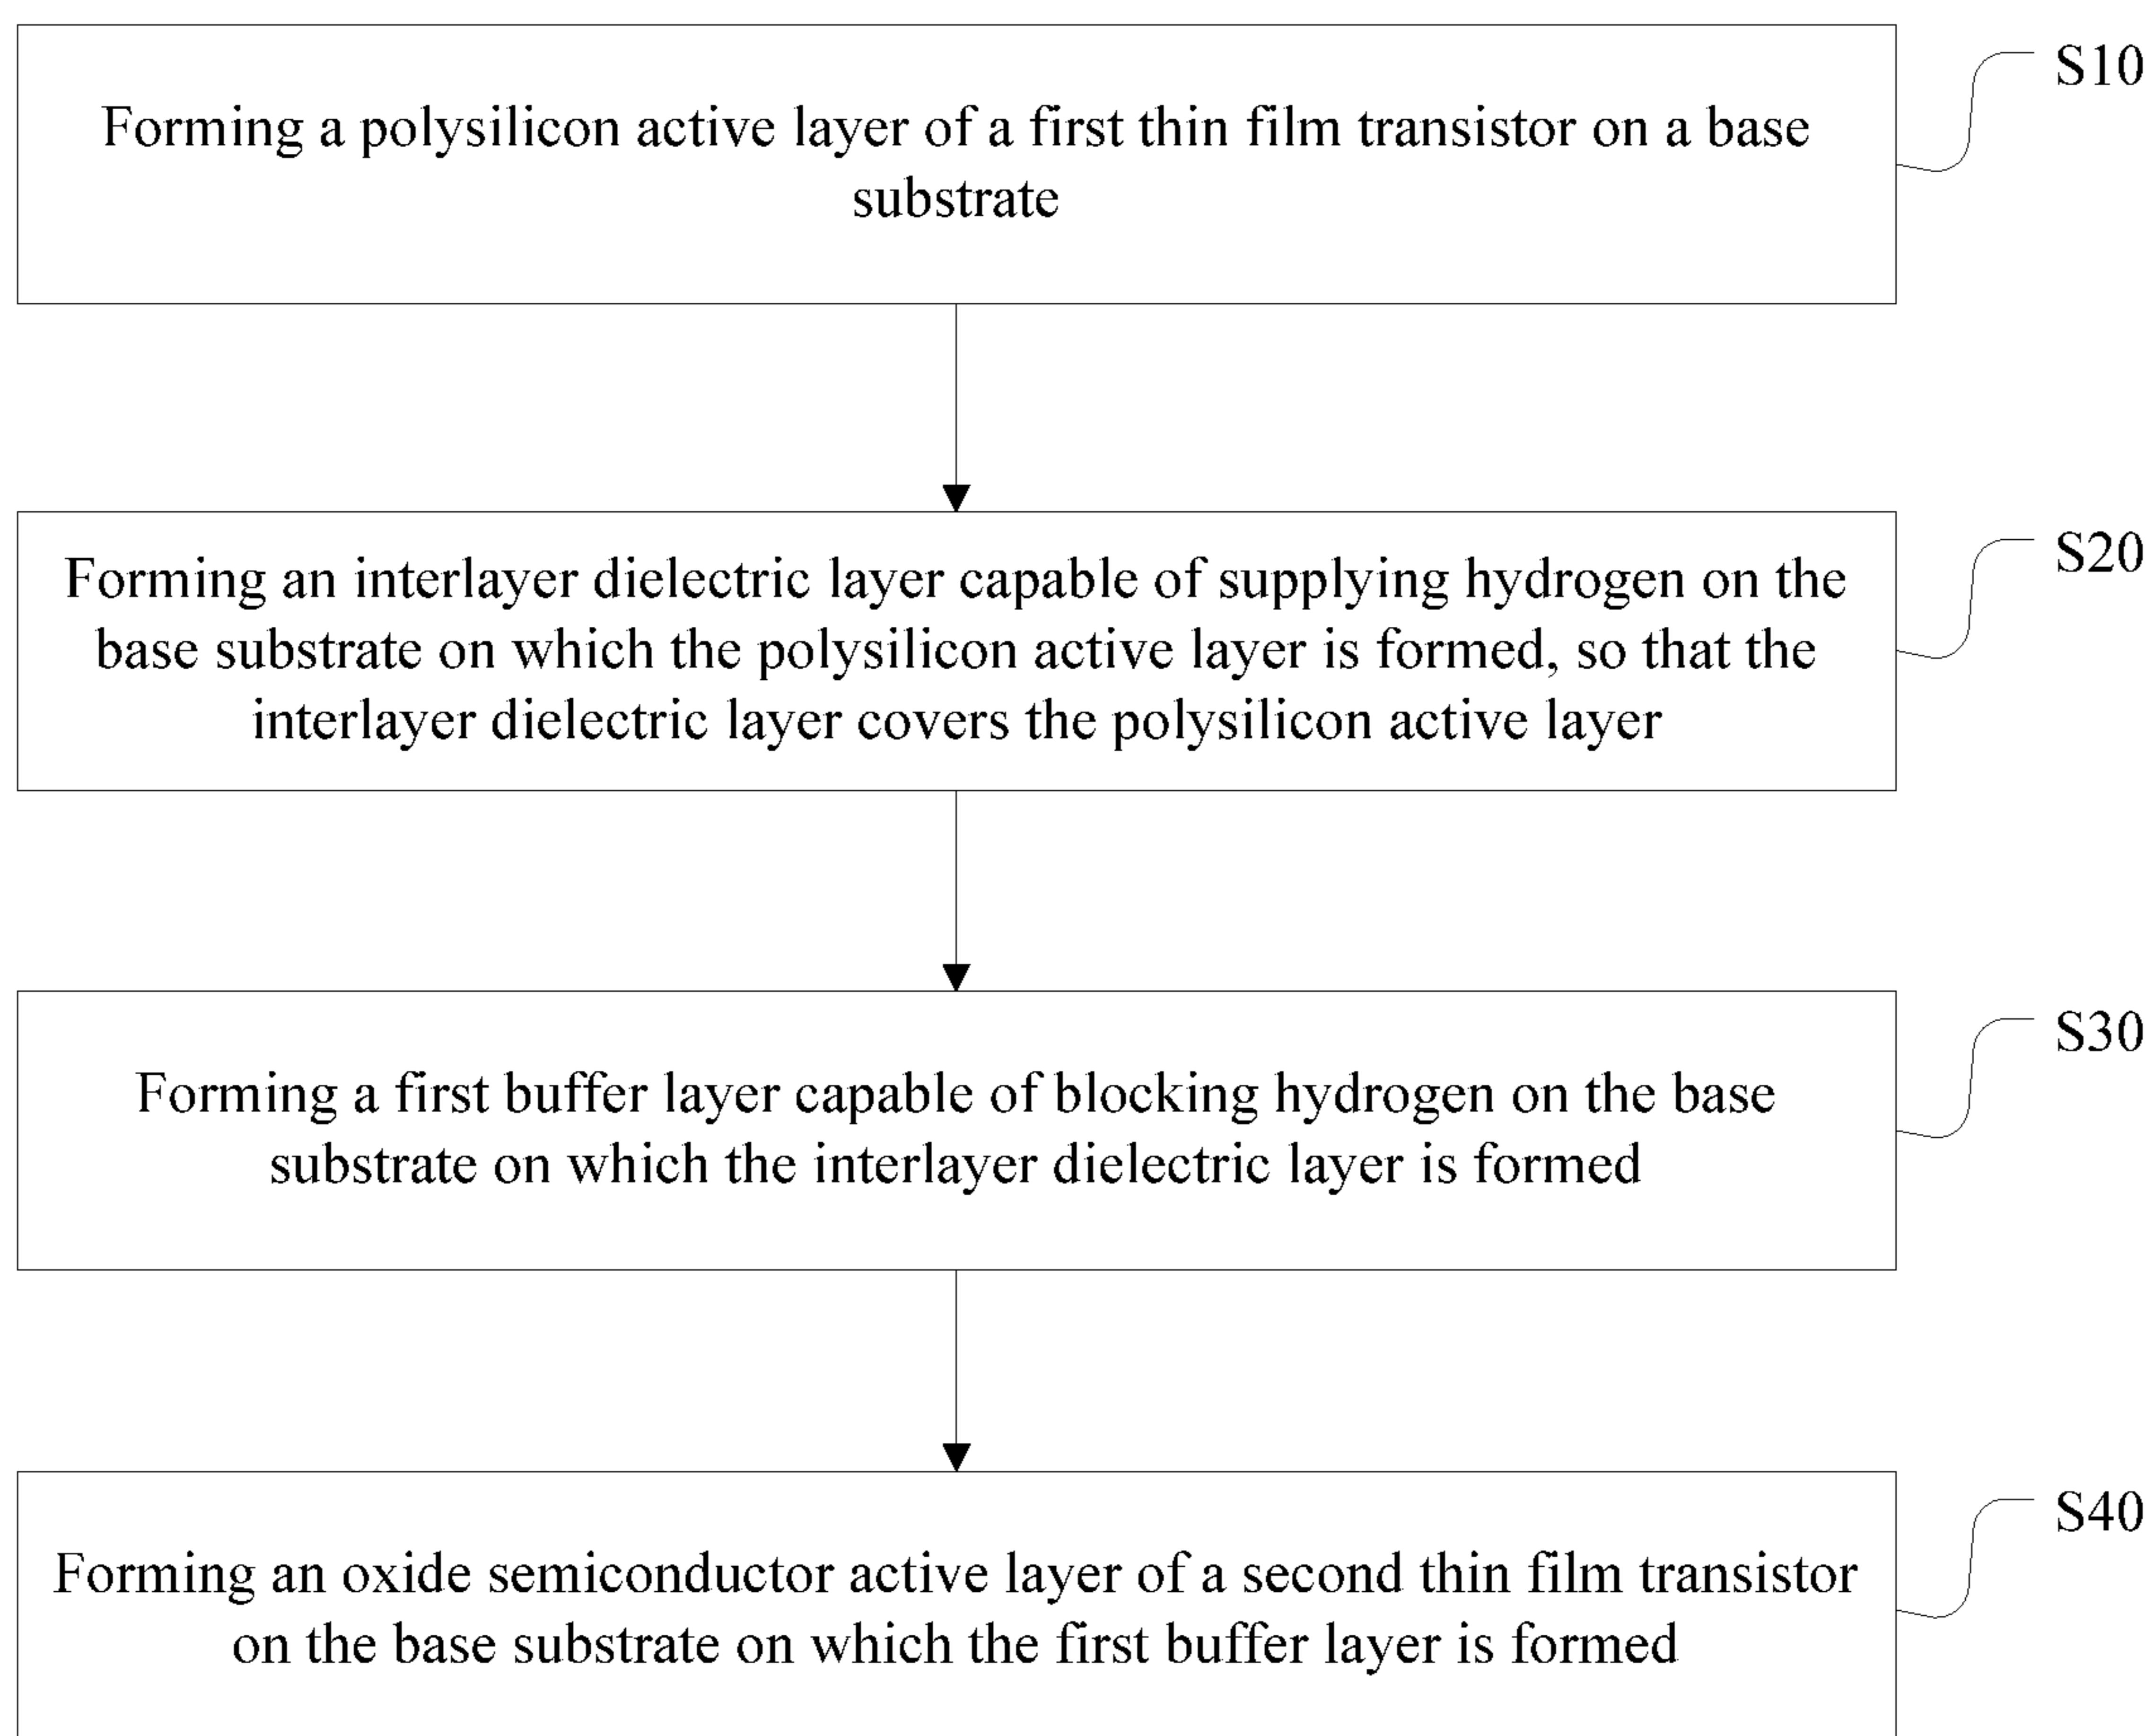 S10
Forming a polysilicon active layer of a first thin film transistor on a base
substrate
S20
Forming an interlayer dielectric layer capable of supplying hydrogen on the
base substrate on which the polysilicon active layer is formed, so that the
interlayer dielectric layer covers the polysilicon active layer
S30
Forming a first buffer layer capable of blocking hydrogen on the base
substrate on which the interlayer dielectric layer is formed
S40
Forming an oxide semiconductor active layer of a second thin film transistor
on the base substrate on which the first buffer layer is formed